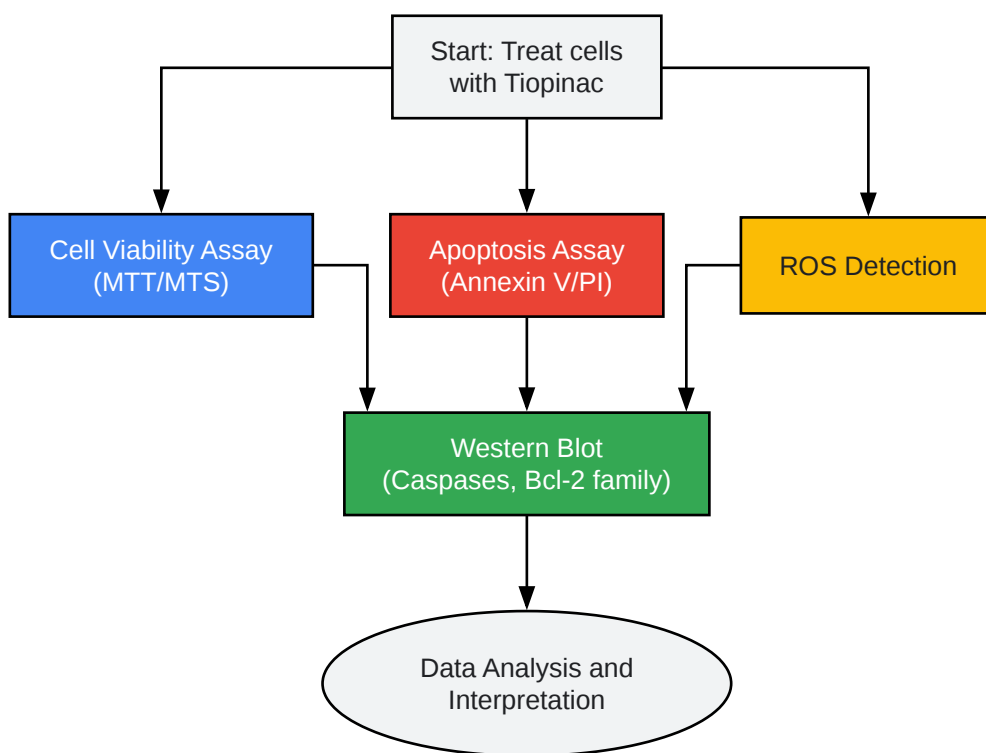 Start: Treat cells
with Tiopinac
Cell Viability Assay
(MTT/MTS)
Apoptosis Assay
(Annexin V/PI)
ROS Detection
Western Blot
(Caspases, Bcl-2 family)
Data Analysis and
Interpretation